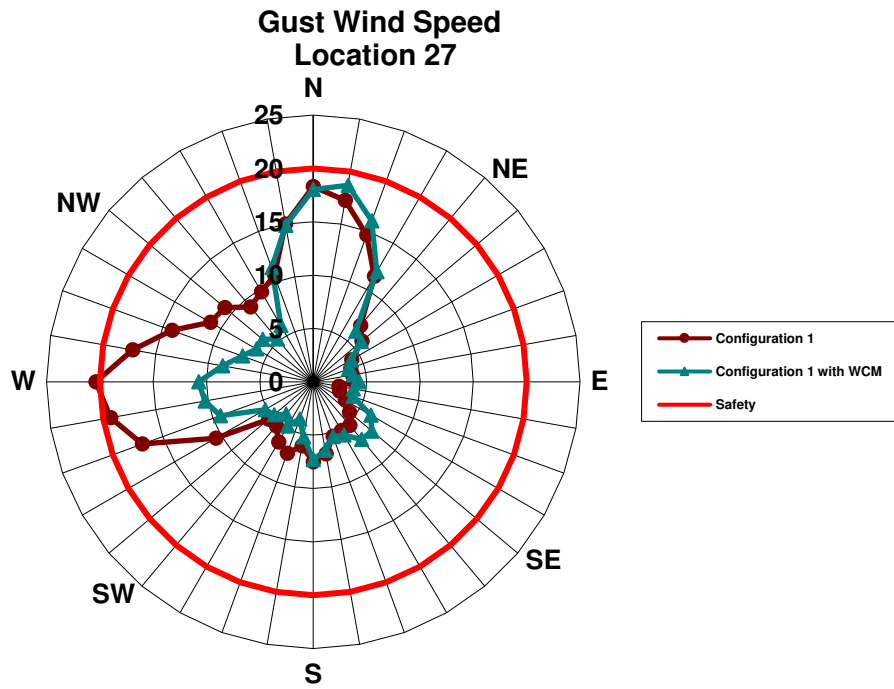 Gust Wind Speed
Location 27
N
25
20
NE
NW
15
10
5
W
0
E
Configuration 1
Configuration 1 with WCM
Safety
SW
SE
S